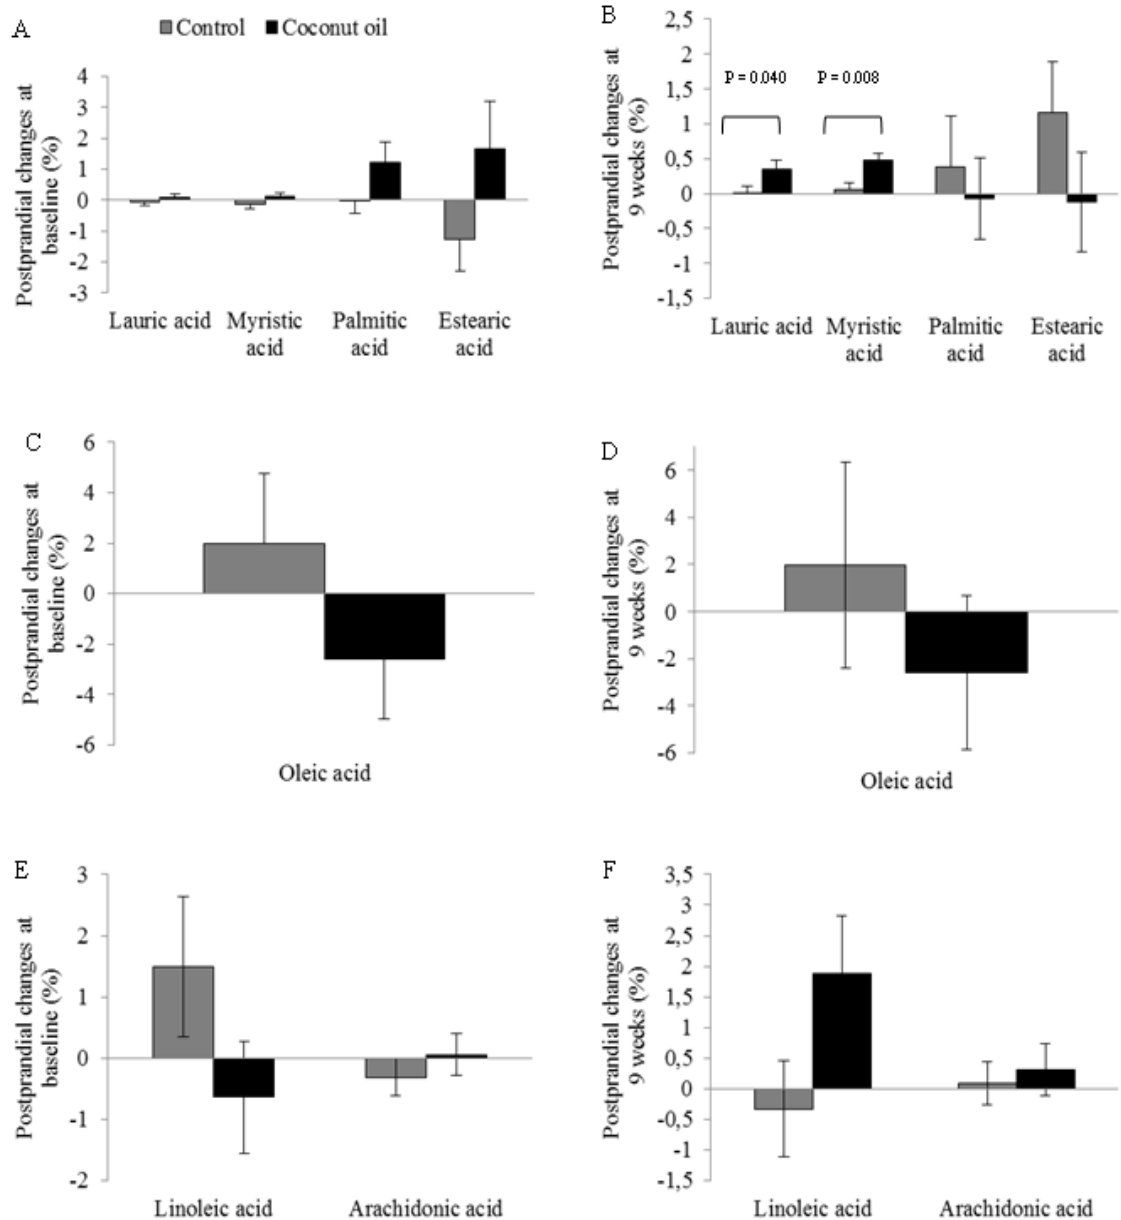 A
Control
Coconut oil
Postprandial changes at
baseline (%)
4
3
2
1
0
-1
-2
-3
Lauric acid
Myristic
acid
Palmitic
acid
Estearic
acid
B
Postprandial changes at
9 weeks (%)
2,5
2
1,5
1
0,5
0
-0,5
-1
-1,5
P = 0.040
P = 0.008
Lauric acid
Myristic
acid
Palmitic
acid
Estearic
acid
C
Postprandial changes at
baseline (%)
6
4
2
0
-2
-4
-6
Oleic acid
D
Postprandial changes at
9 weeks (%)
6
4
2
0
-2
-4
-6
Oleic acid
E
Postprandial changes at
baseline (%)
3
2
1
0
-1
-2
Linoleic acid
Arachidonic acid
F
Postprandial changes at
9 weeks (%)
3,5
3
2,5
2
1,5
1
0,5
0
-0,5
-1
-1,5
Linoleic acid
Arachidonic acid